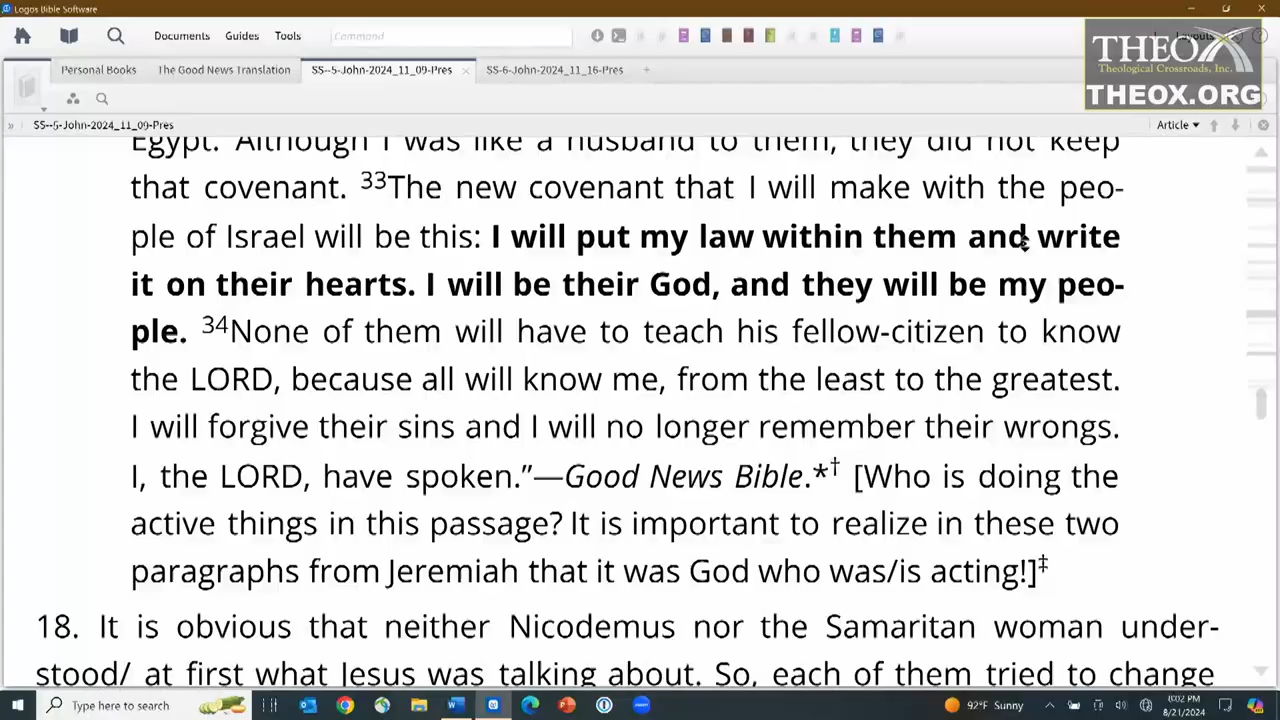 Logos Bible Software
Documents Guides Tools Command Layouts
THEOX
Theological Crossroads, Inc.
THEOX.ORG
Personal Books The Good News Translation SS--5-John-2024_11_09-Pres SS-6-John-2024_11_16-Pres
SS--5-John-2024_11_09-Pres Article
Egypt. Although I was like a husband to them, they did not keep
that covenant. 33The new covenant that I will make with the peo-
ple of Israel will be this: I will put my law within them and write
it on their hearts. I will be their God, and they will be my peo-
ple. 34None of them will have to teach his fellow-citizen to know
the LORD, because all will know me, from the least to the greatest.
I will forgive their sins and I will no longer remember their wrongs.
I, the LORD, have spoken.”—Good News Bible.*† [Who is doing the
active things in this passage? It is important to realize in these two
paragraphs from Jeremiah that it was God who was/is acting!]‡
18. It is obvious that neither Nicodemus nor the Samaritan woman under-
stood/ at first what Jesus was talking about. So, each of them tried to change
Type here to search 92°F Sunny
8/21/2024